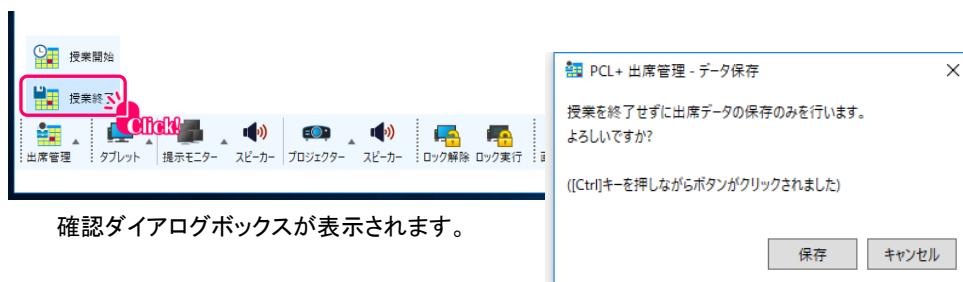 授業開始
授業終了
Click!
出席管理 タブレット 提示モニター スピーカー プロジェクター スピーカー ロック解除 ロック実行
確認ダイアログボックスが表示されます。
PCL+ 出席管理 - データ保存
授業を終了せずに出席データの保存のみを行います。
よろしいですか?
([Ctrl]キーを押しながらボタンがクリックされました)
保存 キャンセル